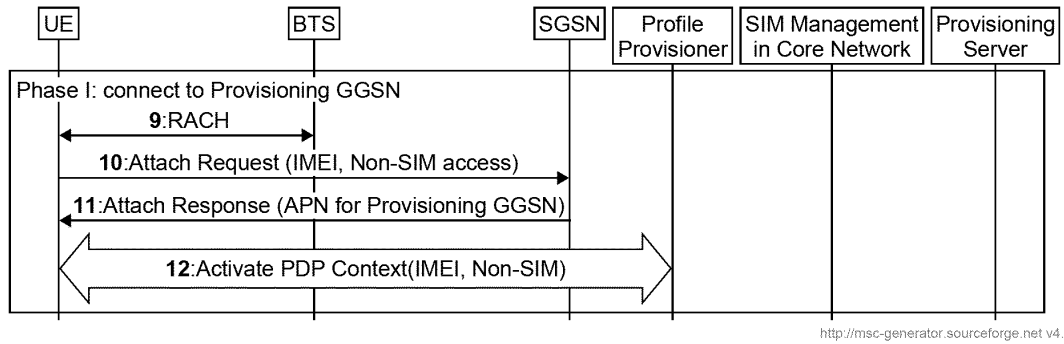 UE
BTS
SGSN
Profile
Provisioner
SIM Management
in Core Network
Provisioning
Server
Phase I: connect to Provisioning GGSN
9:RACH
10:Attach Request (IMEI, Non-SIM access)
11:Attach Response (APN for Provisioning GGSN)
12:Activate PDP Context(IMEI, Non-SIM)
http://msc-generator.sourceforge.net v4.